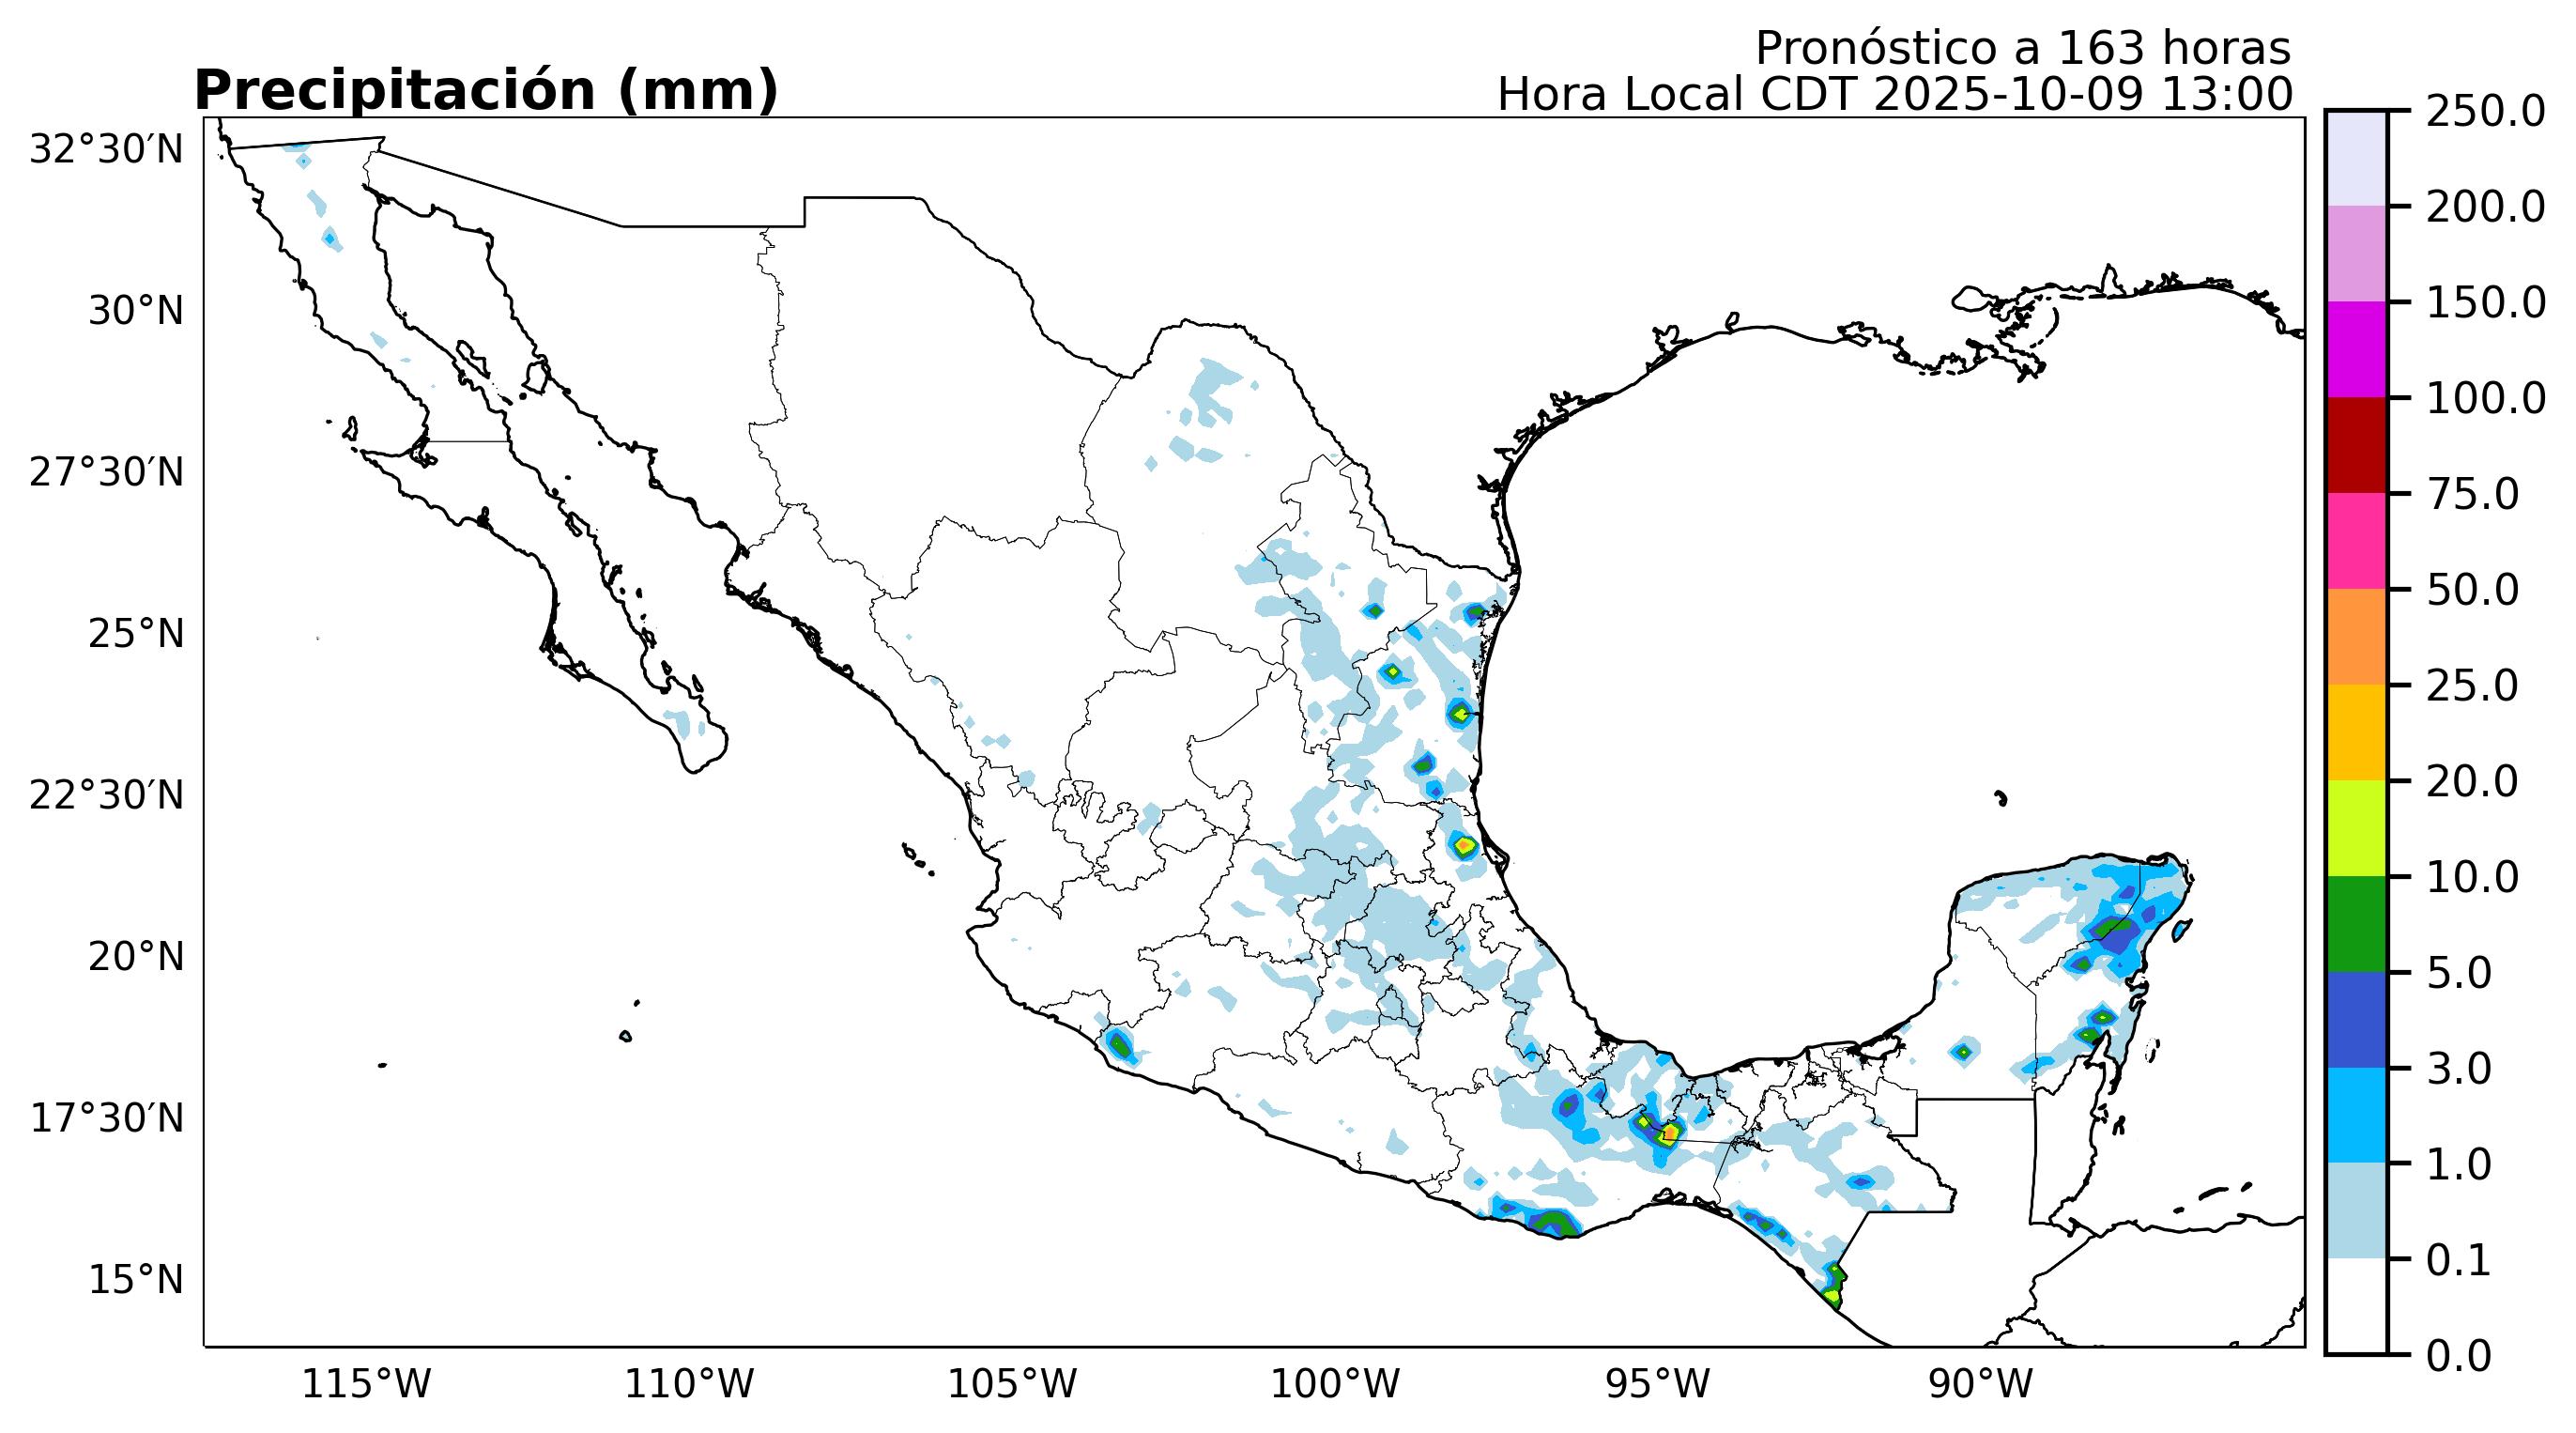 Pronóstico a 163 horas
Precipitación (mm)
Hora Local CDT 2025-10-09 13:00
32°30′N
30°N
27°30′N
25°N
22°30′N
20°N
17°30′N
15°N
115°W
110°W
105°W
100°W
95°W
90°W
250.0
200.0
150.0
100.0
75.0
50.0
25.0
20.0
10.0
5.0
3.0
1.0
0.1
0.0